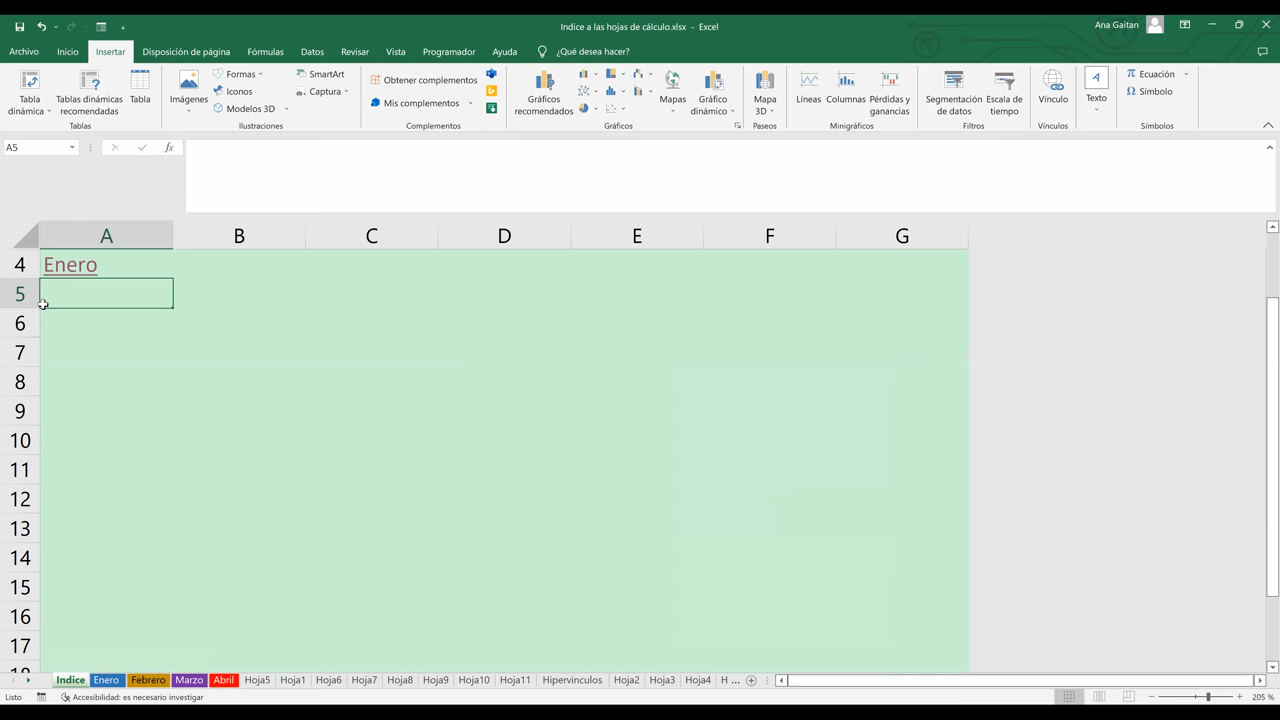 Indice a las hojas de cálculo.xlsx - Excel
Ana Gaitan
Archivo Inicio Insertar Disposición de página Fórmulas Datos Revisar Vista Programador Ayuda ¿Qué desea hacer?
Tabla dinámica
Tablas dinámicas recomendadas
Tabla
Tablas
Imágenes
Formas
Iconos
Modelos 3D
SmartArt
Captura
Ilustraciones
Obtener complementos
Mis complementos
Complementos
Gráficos recomendados
Mapas
Gráfico dinámico
Gráficos
Mapa 3D
Paseos
Líneas
Columnas
Pérdidas y ganancias
Minigráficos
Segmentación de datos
Escala de tiempo
Filtros
Vínculo
Vínculos
A
Texto
Ecuación
Símbolo
Símbolos
A5
fx
A B C D E F G
4 Enero
5
6
7
8
9
10
11
12
13
14
15
16
17
Indice Enero Febrero Marzo Abril Hoja5 Hoja1 Hoja6 Hoja7 Hoja8 Hoja9 Hoja10 Hoja11 Hipervinculos Hoja2 Hoja3 Hoja4 H ...
Listo Accesibilidad: es necesario investigar 205 %